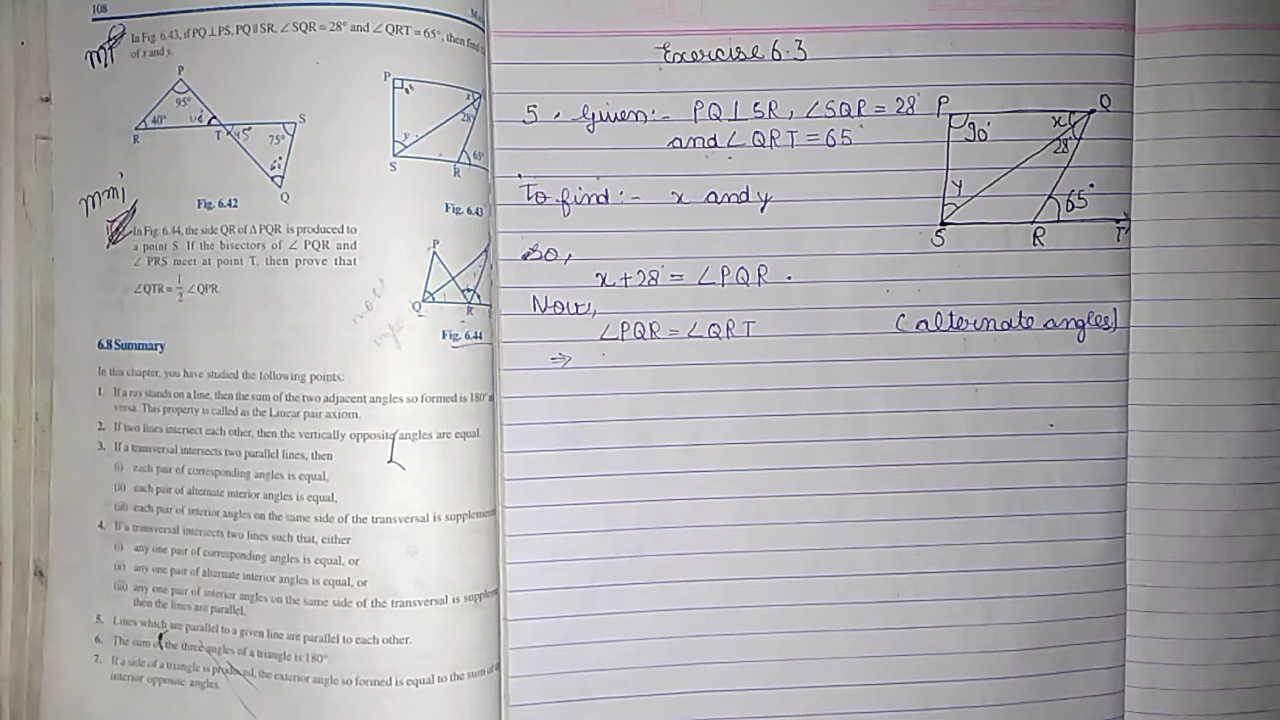 108
In Fig. 6.43, if PQ ⊥ PS, PQ || SR, ∠SQR = 28° and ∠QRT = 65°, then find
of x and y.
P
95°
40°
R
T
45
S
75°
Q
Fig. 6.42
P
x
28°
y
S
R
65°
Fig. 6.43
In Fig. 6.44, the side QR of Δ PQR is produced to
a point S. If the bisectors of ∠ PQR and
∠ PRS meet at point T, then prove that
∠QTR = 1/2 ∠QPR.
P
Q
R
Fig. 6.44
6.8 Summary
In this chapter, you have studied the following points:
1. If a ray stands on a line, then the sum of the two adjacent angles so formed is 180°
versa. This property is called as the Linear pair axiom.
2. If two lines intersect each other, then the vertically opposite angles are equal.
3. If a transversal intersects two parallel lines, then
(i) each pair of corresponding angles is equal,
(ii) each pair of alternate interior angles is equal,
(iii) each pair of interior angles on the same side of the transversal is supplemen
4. If a transversal intersects two lines such that, either
(i) any one pair of corresponding angles is equal, or
(ii) any one pair of alternate interior angles is equal, or
(iii) any one pair of interior angles on the same side of the transversal is supplem
then the lines are parallel.
5. Lines which are parallel to a given line are parallel to each other.
6. The sum of the three angles of a triangle is 180°.
7. If a side of a triangle is produced, the exterior angle so formed is equal to the sum of
interior opposite angles.
Exercise 6.3
5. Given:- PQ⊥SR, ∠SQR = 28°
and ∠QRT = 65
P
Q
90°
x
28°
y
65°
S
R
T
To find:- x and y
So,
x+28° = ∠PQR.
Now,
∠PQR = ∠QRT (alternate angles)
⇒